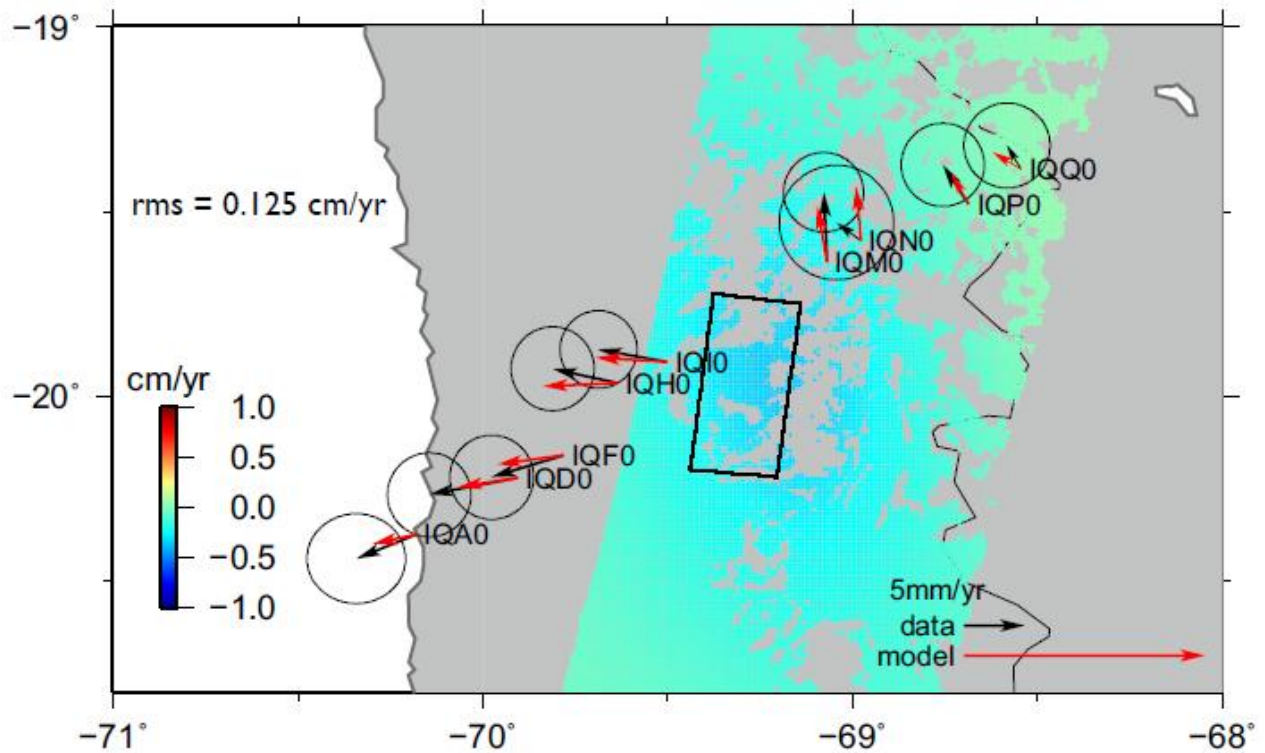 −19°
rms = 0.125 cm/yr
IQQ0
IQP0
IQN0
IQM0
IQI0
IQH0
−20°
cm/yr
1.0
0.5
0.0
−0.5
−1.0
IQF0
IQD0
IQA0
5mm/yr
data
model
−71°
−70°
−69°
−68°